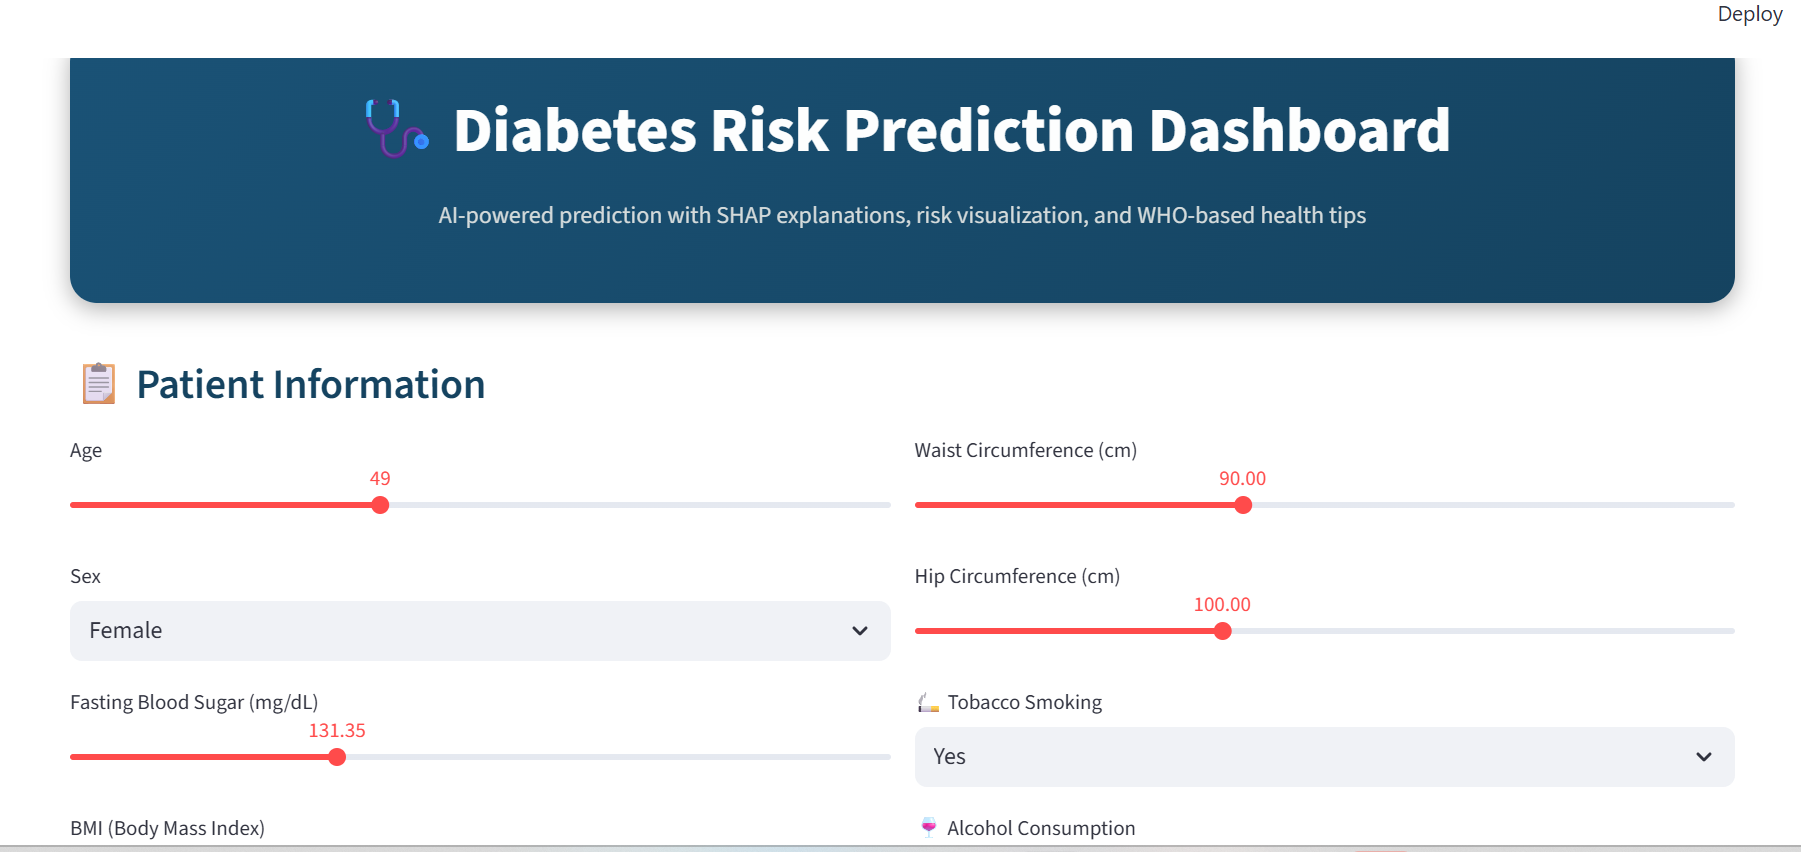 Deploy
Diabetes Risk Prediction Dashboard
AI-powered prediction with SHAP explanations, risk visualization, and WHO-based health tips
Patient Information
Age
49
Waist Circumference (cm)
90.00
Sex
Female
Hip Circumference (cm)
100.00
Fasting Blood Sugar (mg/dL)
131.35
Tobacco Smoking
Yes
BMI (Body Mass Index)
Alcohol Consumption